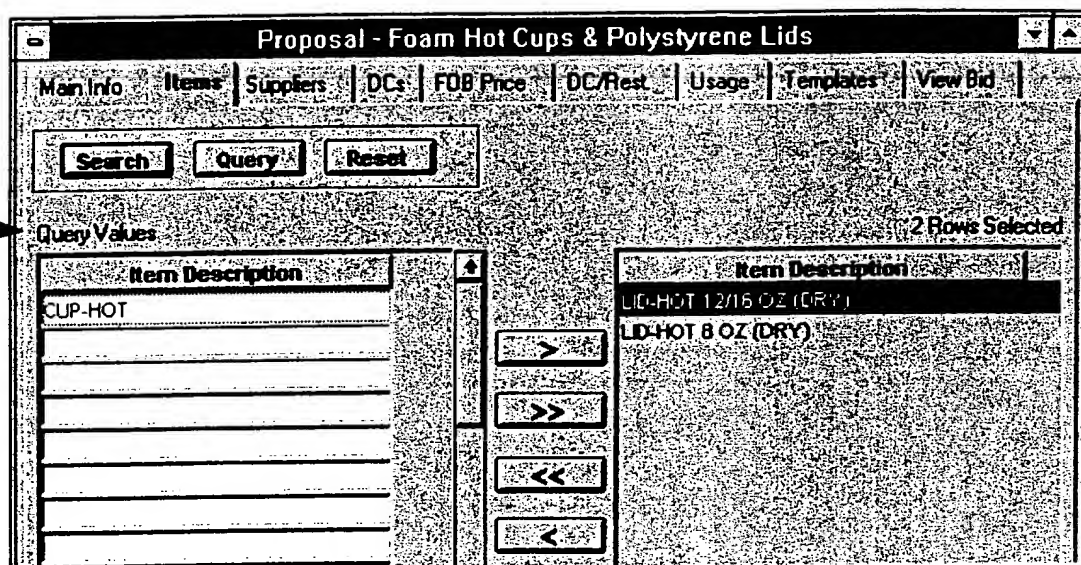 Proposal - Foam Hot Cups & Polystyrene Lids
Main Info Items Suppliers DCs FOB Price DC/Rest. Usage Templates View Bid
Search Query Reset
Query Values 2 Rows Selected
Item Description Item Description
CUP-HOT LID-HOT 12/16 OZ (DRY)
LID-HOT 8 OZ (DRY)
>
>>
<<
<